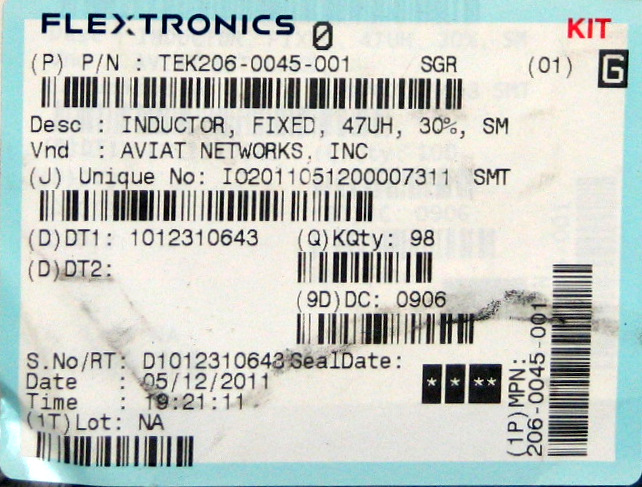 FLEXTRONICS 0 KIT
(P) P/N : TEK206-0045-001 SGR (01) G
Desc : INDUCTOR, FIXED, 47UH, 30%, SM
Vnd : AVIAT NETWORKS, INC
(J) Unique No: IO2011051200007311 SMT
(D)DT1: 1012310643 (Q)KQty: 98
(D)DT2:
(9D)DC: 0906
S.No/RT: D1012310643 SealDate:
Date : 05/12/2011 * * **
Time : 19:21:11
(1T)Lot: NA
(1P)MPN:
206-0045-001